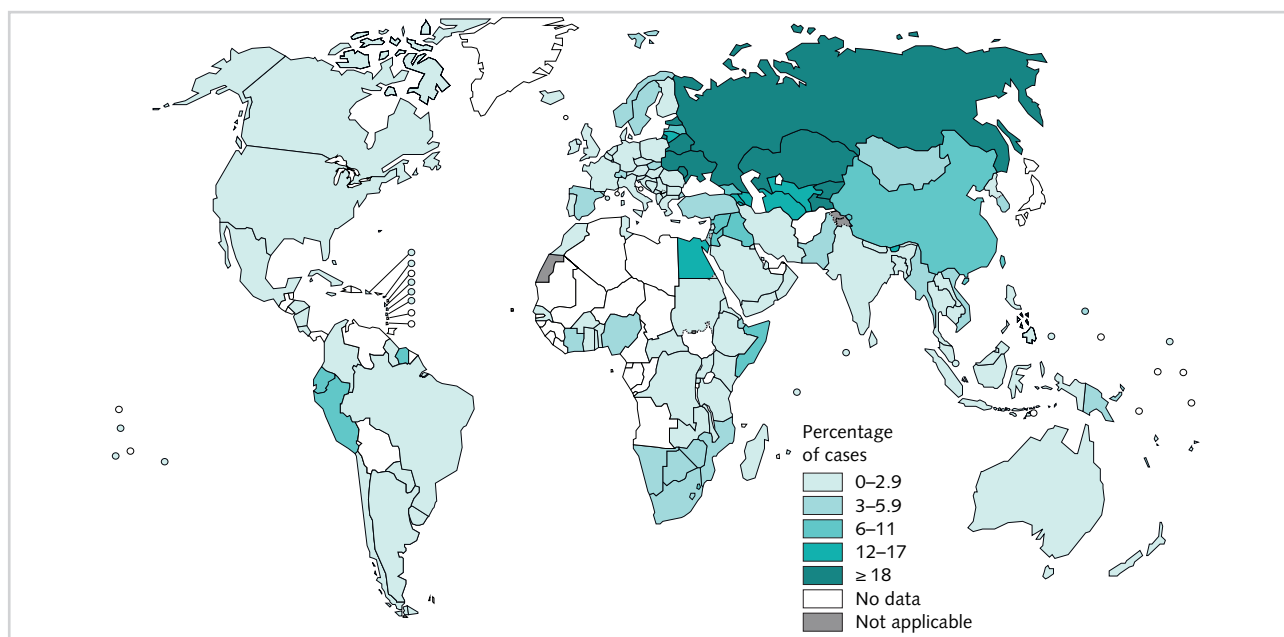 Percentage
of cases
0–2.9
3–5.9
6–11
12–17
≥ 18
No data
Not applicable